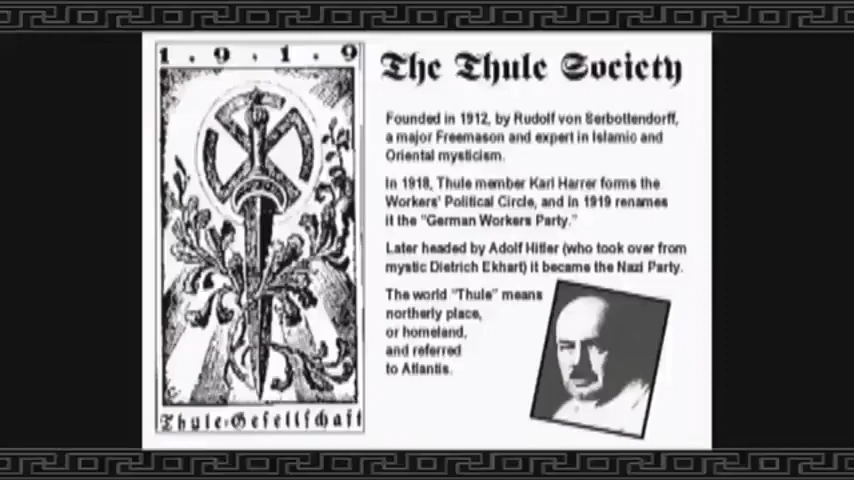 1.9.1.9
Thule=Gesellschaft
The Thule Society
Founded in 1912, by Rudolf von Serbottendorff,
a major Freemason and expert in Islamic and
Oriental mysticism.
In 1918, Thule member Karl Harrer forms the
Workers' Political Circle, and in 1919 renames
it the "German Workers Party."
Later headed by Adolf Hitler (who took over from
mystic Dietrich Ekhart) it became the Nazi Party.
The world "Thule" means
northerly place,
or homeland,
and referred
to Atlantis.